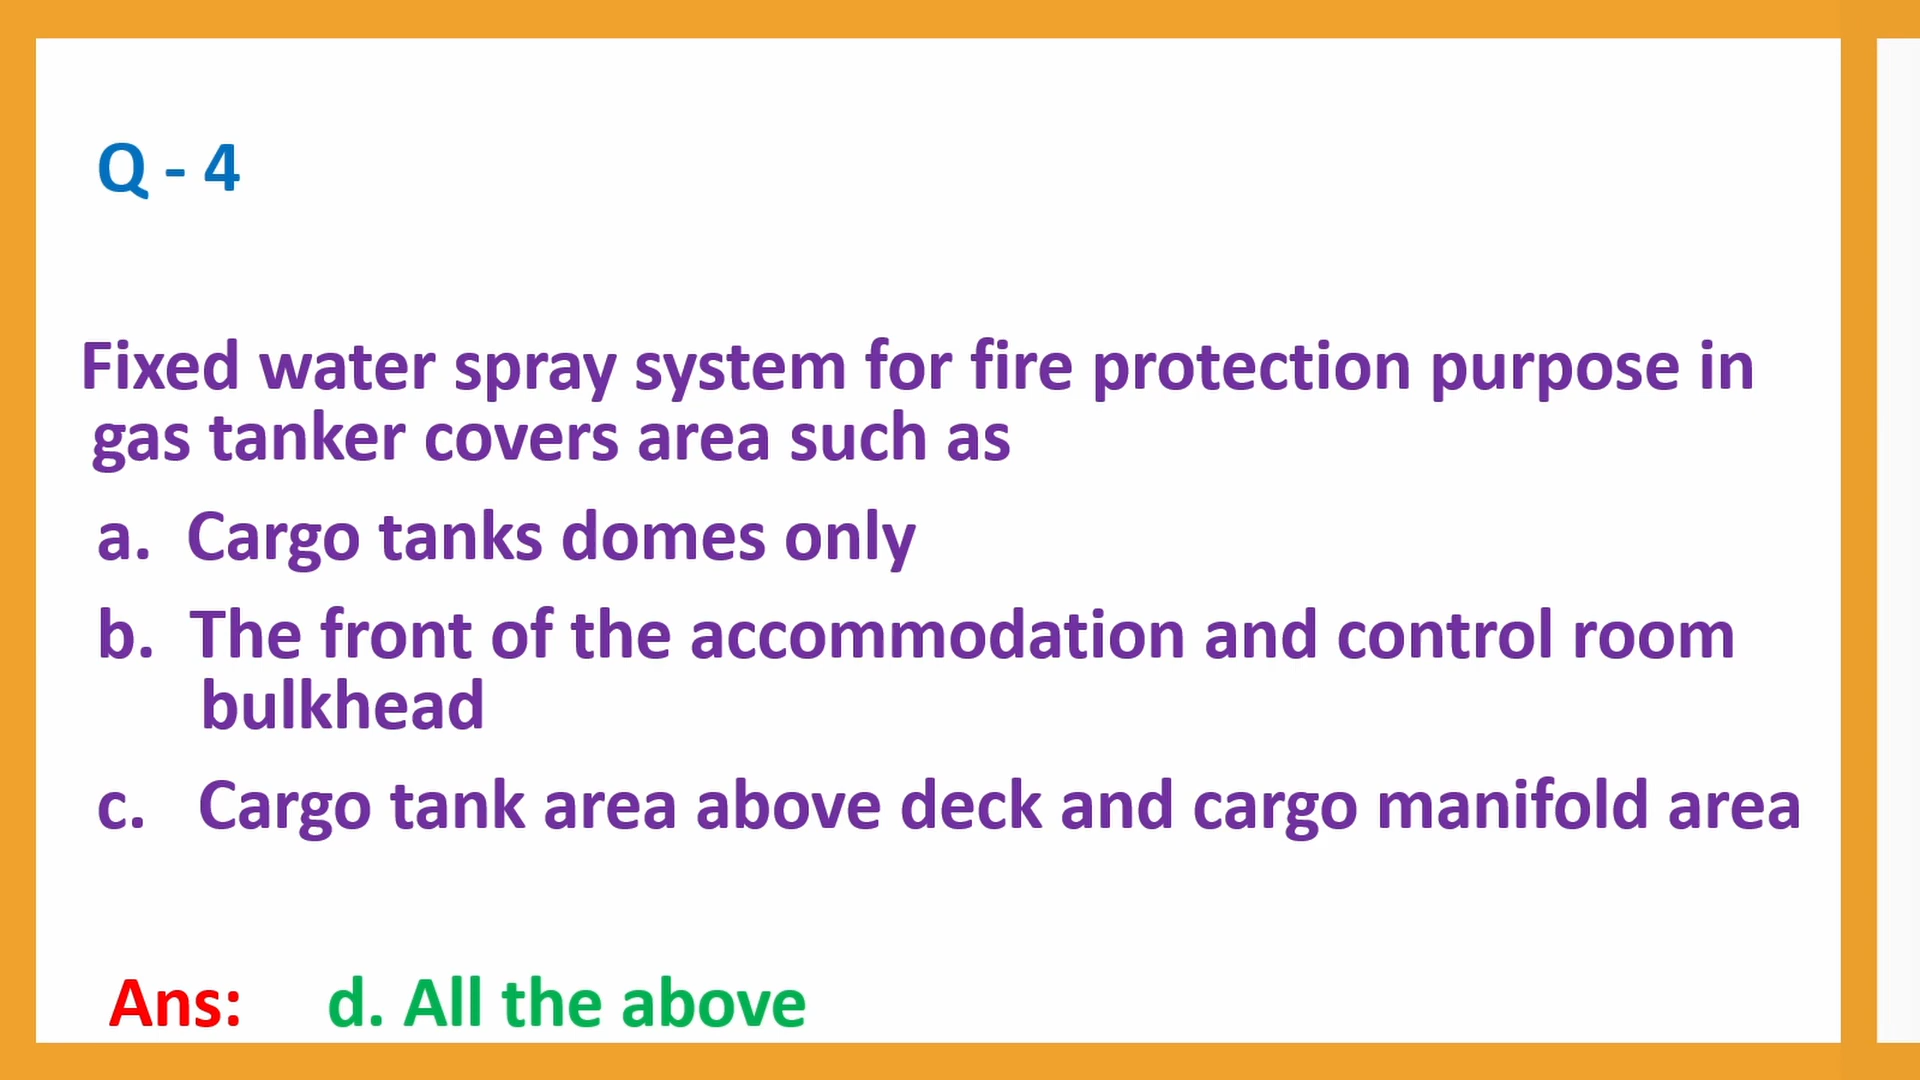 Q - 4
Fixed water spray system for fire protection purpose in
gas tanker covers area such as
a. Cargo tanks domes only
b. The front of the accommodation and control room
bulkhead
c. Cargo tank area above deck and cargo manifold area
Ans: d. All the above